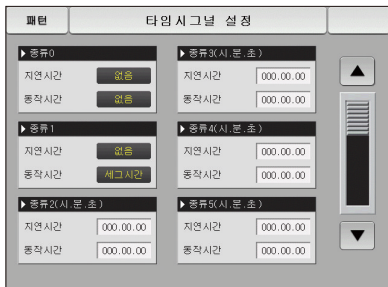 패턴
타임시그널 설정
▶ 종류0
지연시간 없음
동작시간 없음
▶ 종류1
지연시간 없음
동작시간 세그시간
▶ 종류2(시.분.초)
지연시간 000.00.00
동작시간 000.00.00
▶ 종류3(시.분.초)
지연시간 000.00.00
동작시간 000.00.00
▶ 종류4(시.분.초)
지연시간 000.00.00
동작시간 000.00.00
▶ 종류5(시.분.초)
지연시간 000.00.00
동작시간 000.00.00